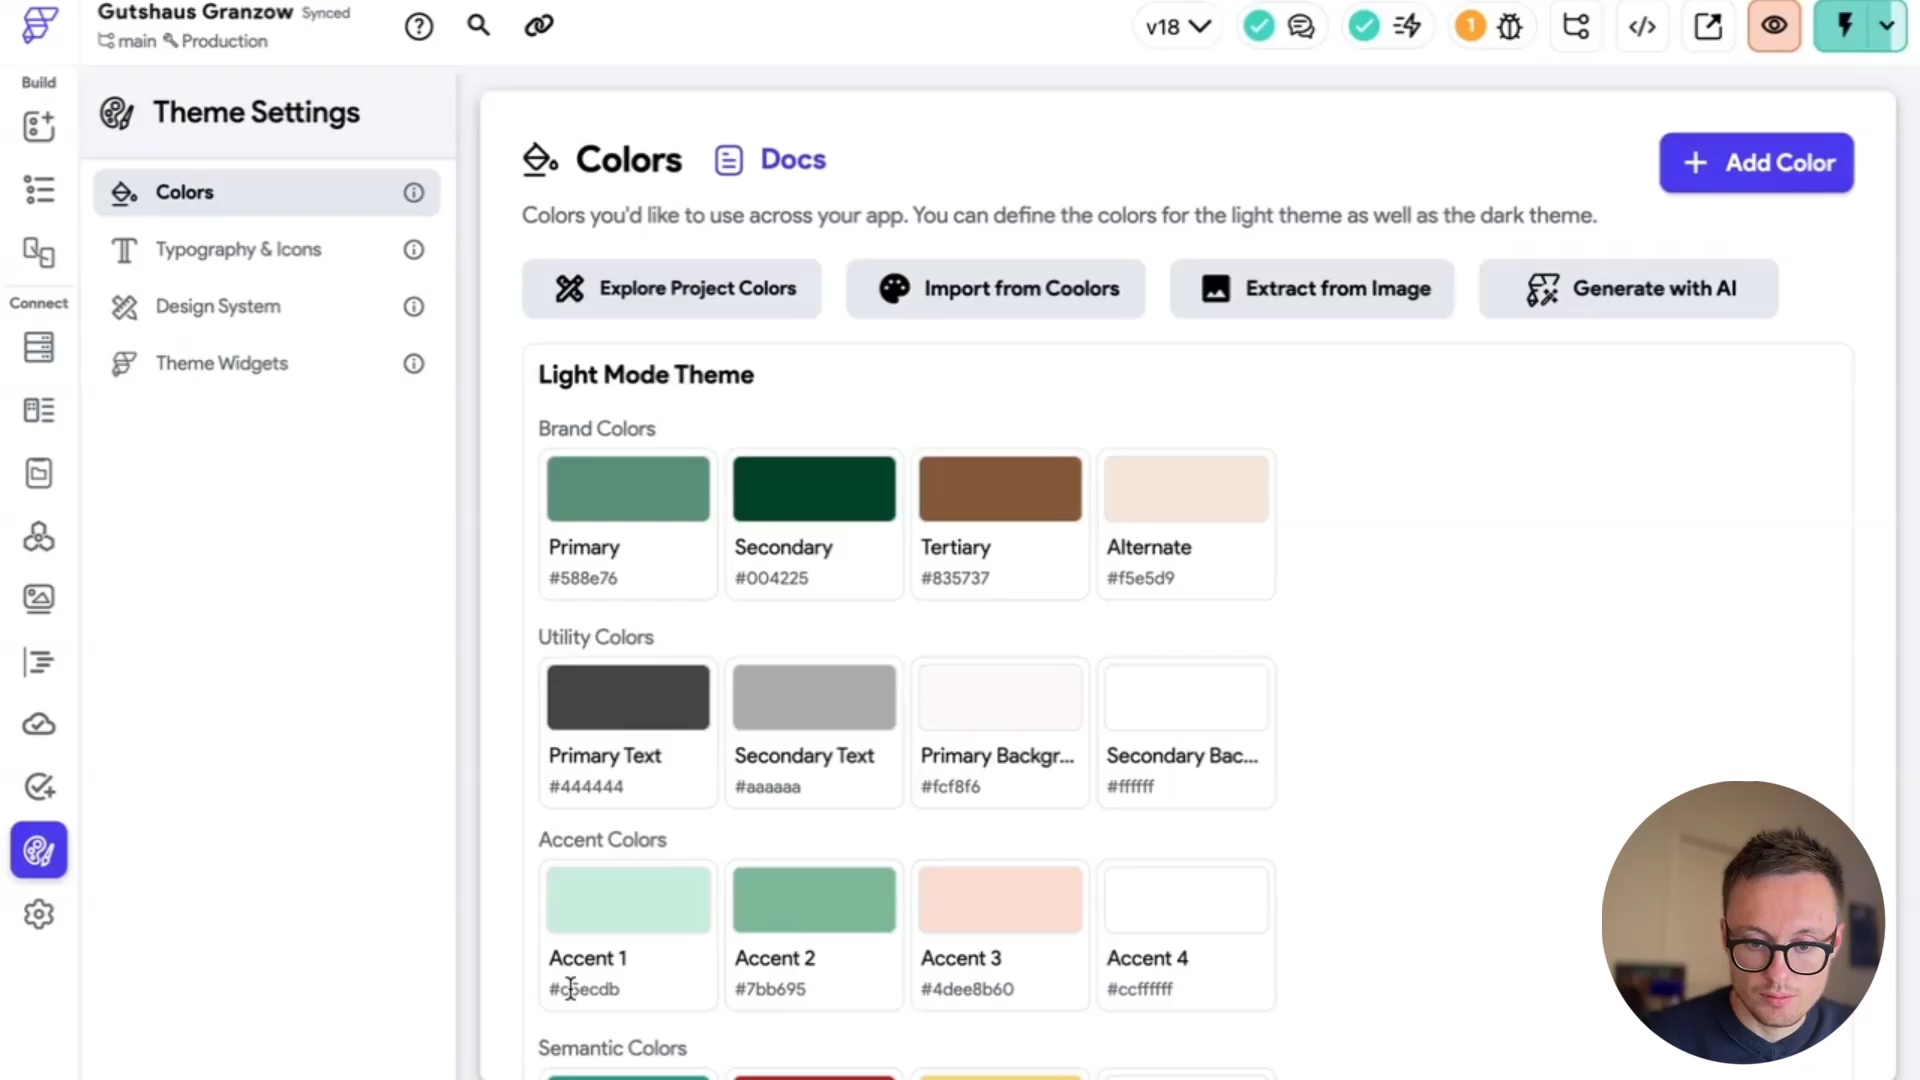 Gutshaus Granzow Synced
main Production
v18
1
Build
Connect
Theme Settings
Colors
Typography & Icons
Design System
Theme Widgets
Colors Docs
+ Add Color
Colors you'd like to use across your app. You can define the colors for the light theme as well as the dark theme.
Explore Project Colors
Import from Coolors
Extract from Image
Generate with AI
Light Mode Theme
Brand Colors
Primary
#588e76
Secondary
#004225
Tertiary
#835737
Alternate
#f5e5d9
Utility Colors
Primary Text
#444444
Secondary Text
#aaaaaa
Primary Backgr...
#fcf8f6
Secondary Bac...
#ffffff
Accent Colors
Accent 1
Accent 2
#7bb695
Accent 3
#4dee8b60
Accent 4
#ccffffff
Semantic Colors